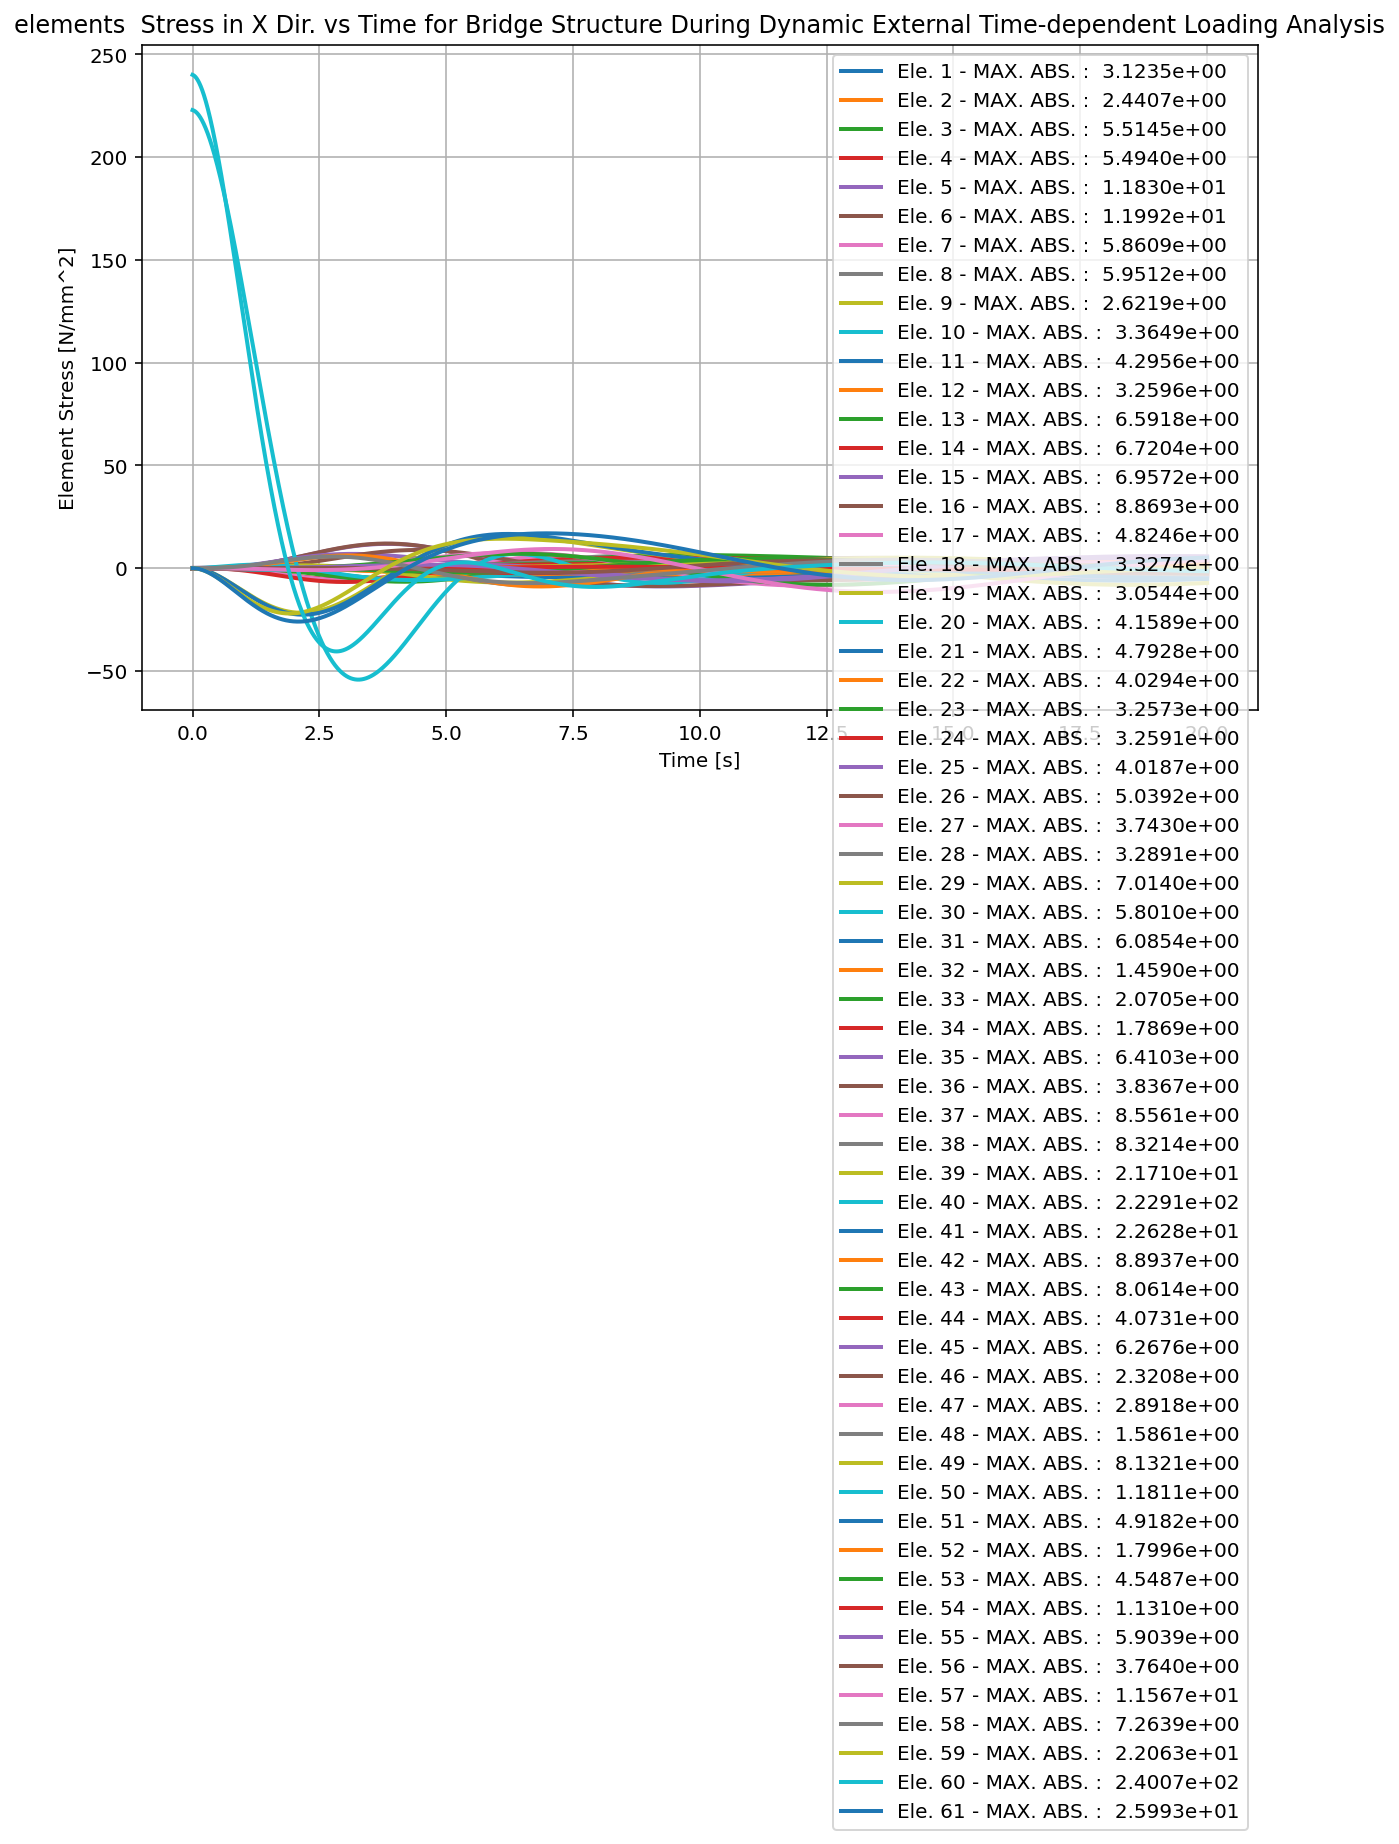 elements  Stress in X Dir. vs Time for Bridge Structure During Dynamic External Time-dependent Loading Analysis
250
200
150
100
50
0
−50
Element Stress [N/mm^2]
0.0
2.5
5.0
7.5
10.0
12.5
15.0
17.5
20.0
Time [s]
Ele. 1 - MAX. ABS. :  3.1235e+00
Ele. 2 - MAX. ABS. :  2.4407e+00
Ele. 3 - MAX. ABS. :  5.5145e+00
Ele. 4 - MAX. ABS. :  5.4940e+00
Ele. 5 - MAX. ABS. :  1.1830e+01
Ele. 6 - MAX. ABS. :  1.1992e+01
Ele. 7 - MAX. ABS. :  5.8609e+00
Ele. 8 - MAX. ABS. :  5.9512e+00
Ele. 9 - MAX. ABS. :  2.6219e+00
Ele. 10 - MAX. ABS. :  3.3649e+00
Ele. 11 - MAX. ABS. :  4.2956e+00
Ele. 12 - MAX. ABS. :  3.2596e+00
Ele. 13 - MAX. ABS. :  6.5918e+00
Ele. 14 - MAX. ABS. :  6.7204e+00
Ele. 15 - MAX. ABS. :  6.9572e+00
Ele. 16 - MAX. ABS. :  8.8693e+00
Ele. 17 - MAX. ABS. :  4.8246e+00
Ele. 18 - MAX. ABS. :  3.3274e+00
Ele. 19 - MAX. ABS. :  3.0544e+00
Ele. 20 - MAX. ABS. :  4.1589e+00
Ele. 21 - MAX. ABS. :  4.7928e+00
Ele. 22 - MAX. ABS. :  4.0294e+00
Ele. 23 - MAX. ABS. :  3.2573e+00
Ele. 24 - MAX. ABS. :  3.2591e+00
Ele. 25 - MAX. ABS. :  4.0187e+00
Ele. 26 - MAX. ABS. :  5.0392e+00
Ele. 27 - MAX. ABS. :  3.7430e+00
Ele. 28 - MAX. ABS. :  3.2891e+00
Ele. 29 - MAX. ABS. :  7.0140e+00
Ele. 30 - MAX. ABS. :  5.8010e+00
Ele. 31 - MAX. ABS. :  6.0854e+00
Ele. 32 - MAX. ABS. :  1.4590e+00
Ele. 33 - MAX. ABS. :  2.0705e+00
Ele. 34 - MAX. ABS. :  1.7869e+00
Ele. 35 - MAX. ABS. :  6.4103e+00
Ele. 36 - MAX. ABS. :  3.8367e+00
Ele. 37 - MAX. ABS. :  8.5561e+00
Ele. 38 - MAX. ABS. :  8.3214e+00
Ele. 39 - MAX. ABS. :  2.1710e+01
Ele. 40 - MAX. ABS. :  2.2291e+02
Ele. 41 - MAX. ABS. :  2.2628e+01
Ele. 42 - MAX. ABS. :  8.8937e+00
Ele. 43 - MAX. ABS. :  8.0614e+00
Ele. 44 - MAX. ABS. :  4.0731e+00
Ele. 45 - MAX. ABS. :  6.2676e+00
Ele. 46 - MAX. ABS. :  2.3208e+00
Ele. 47 - MAX. ABS. :  2.8918e+00
Ele. 48 - MAX. ABS. :  1.5861e+00
Ele. 49 - MAX. ABS. :  8.1321e+00
Ele. 50 - MAX. ABS. :  1.1811e+00
Ele. 51 - MAX. ABS. :  4.9182e+00
Ele. 52 - MAX. ABS. :  1.7996e+00
Ele. 53 - MAX. ABS. :  4.5487e+00
Ele. 54 - MAX. ABS. :  1.1310e+00
Ele. 55 - MAX. ABS. :  5.9039e+00
Ele. 56 - MAX. ABS. :  3.7640e+00
Ele. 57 - MAX. ABS. :  1.1567e+01
Ele. 58 - MAX. ABS. :  7.2639e+00
Ele. 59 - MAX. ABS. :  2.2063e+01
Ele. 60 - MAX. ABS. :  2.4007e+02
Ele. 61 - MAX. ABS. :  2.5993e+01